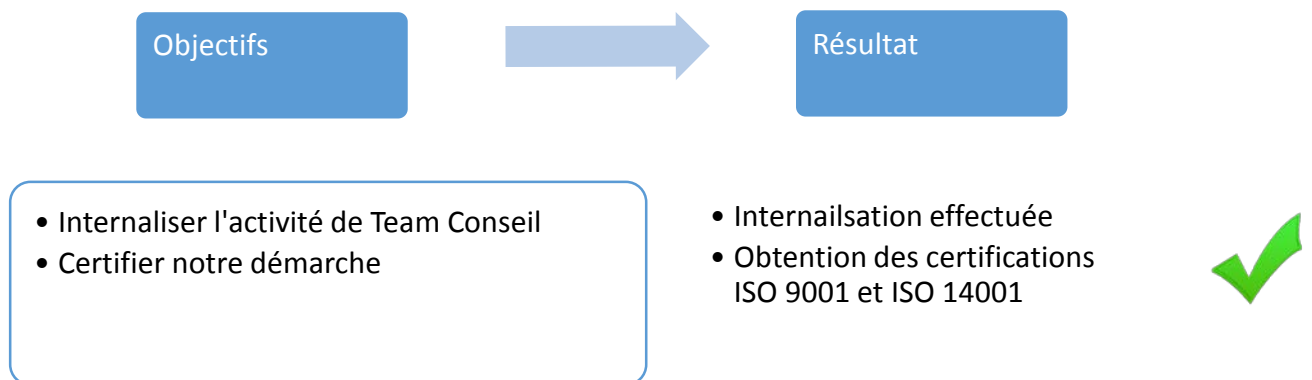 Objectifs
Résultat
• Internaliser l'activité de Team Conseil
• Certifier notre démarche
• Internailsation effectuée
• Obtention des certifications
ISO 9001 et ISO 14001